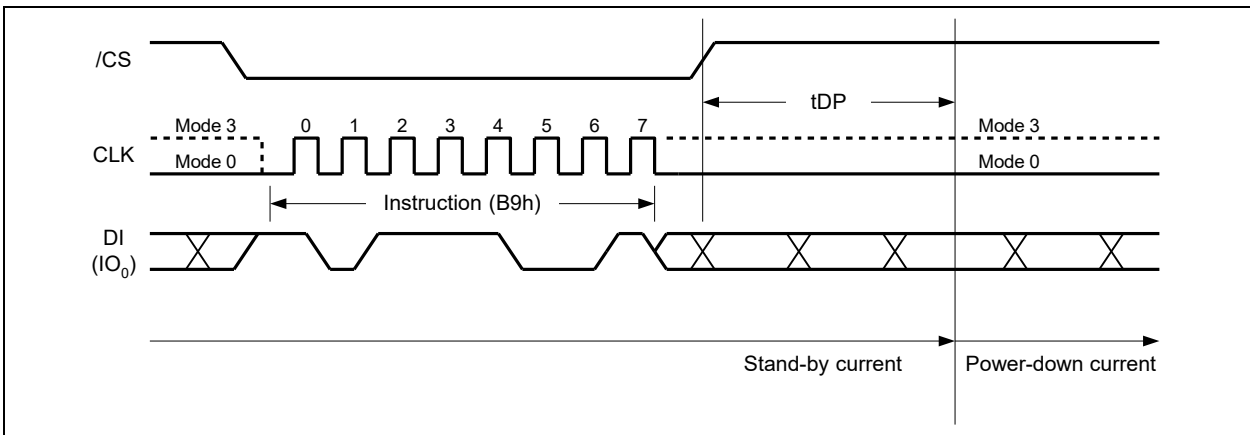 /CS
tDP
Mode 3
0 1 2 3 4 5 6 7
Mode 3
CLK
Mode 0
Mode 0
Instruction (B9h)
DI
(IO0)
Stand-by current
Power-down current